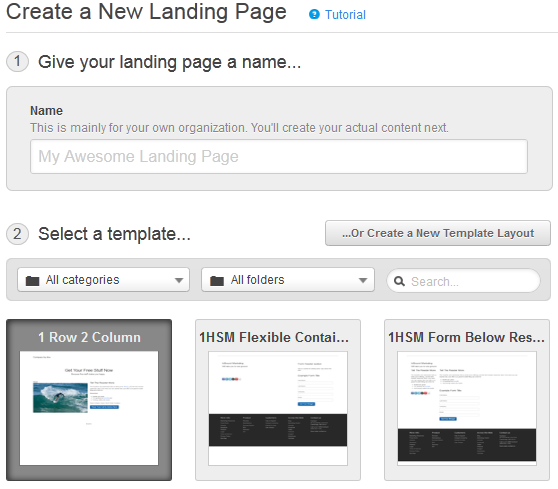 Create a New Landing Page
Tutorial
1 Give your landing page a name...
Name
This is mainly for your own organization. You'll create your actual content next.
My Awesome Landing Page
2 Select a template...
...Or Create a New Template Layout
All categories
All folders
Search...
1 Row 2 Column
1HSM Flexible Contai...
1HSM Form Below Res...
Get Your Free Stuff Now